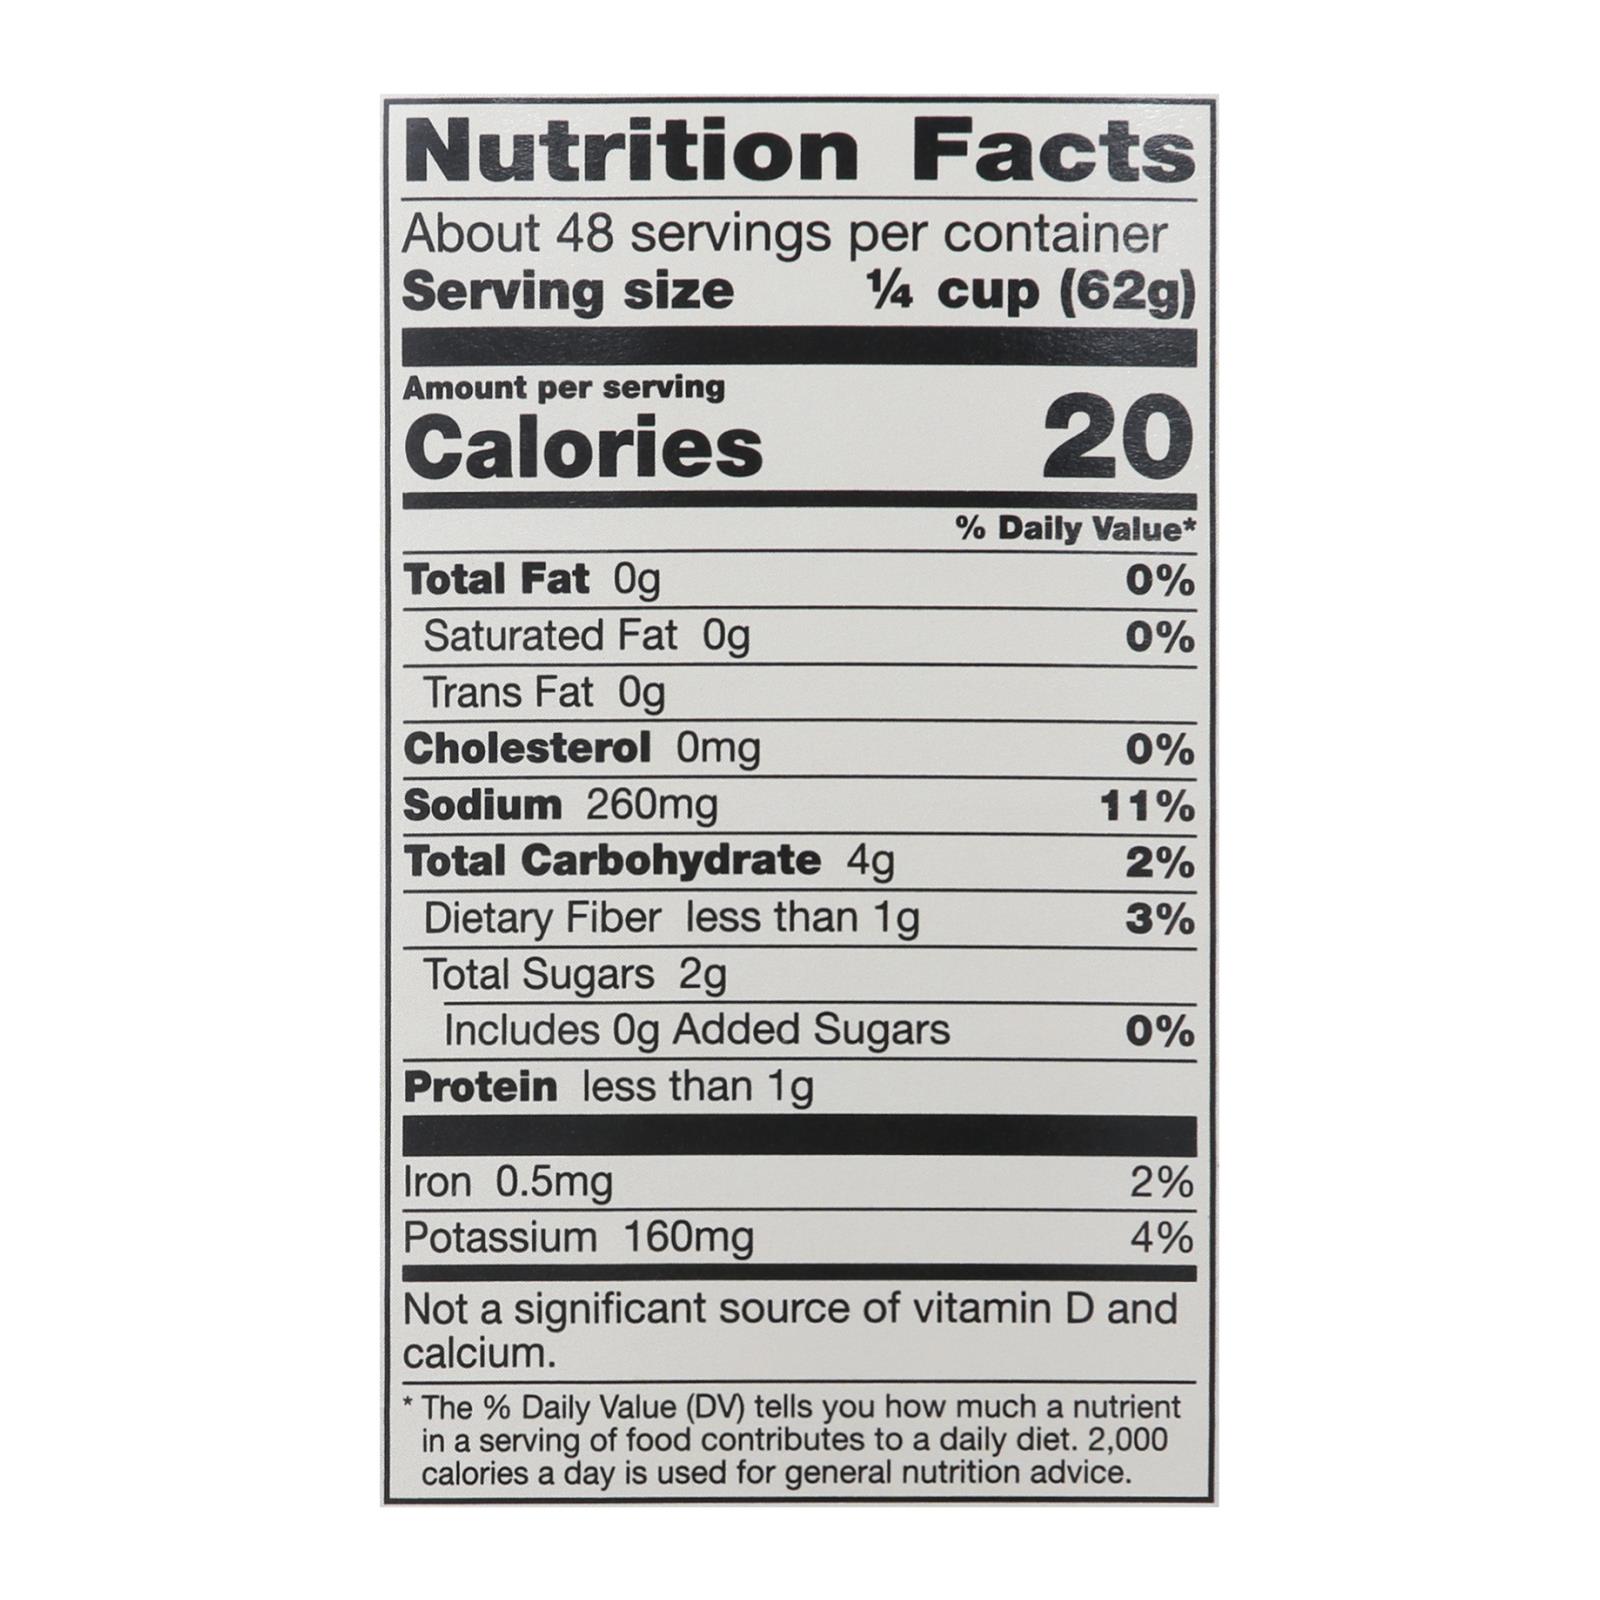 Nutrition Facts
About 48 servings per container
Serving size ¼ cup (62g)
Amount per serving
Calories 20
% Daily Value*
Total Fat 0g 0%
Saturated Fat 0g 0%
Trans Fat 0g
Cholesterol 0mg 0%
Sodium 260mg 11%
Total Carbohydrate 4g 2%
Dietary Fiber less than 1g 3%
Total Sugars 2g
Includes 0g Added Sugars 0%
Protein less than 1g
Iron 0.5mg 2%
Potassium 160mg 4%
Not a significant source of vitamin D and
calcium.
* The % Daily Value (DV) tells you how much a nutrient
in a serving of food contributes to a daily diet. 2,000
calories a day is used for general nutrition advice.